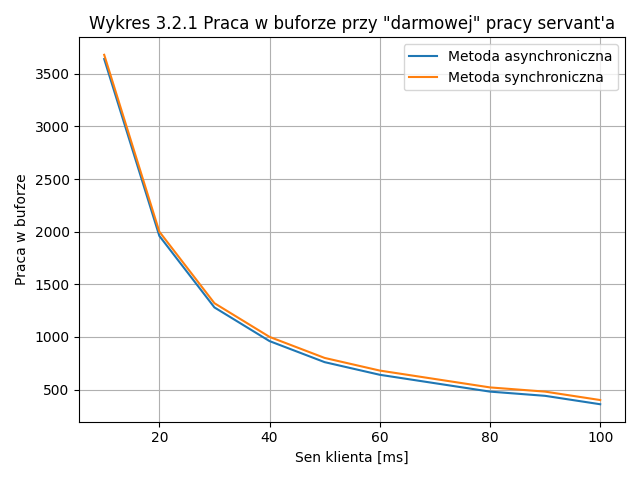 Wykres 3.2.1 Praca w buforze przy "darmowej" pracy servant'a
Metoda asynchroniczna
Metoda synchroniczna
Praca w buforze
3500
3000
2500
2000
1500
1000
500
20 40 60 80 100
Sen klienta [ms]